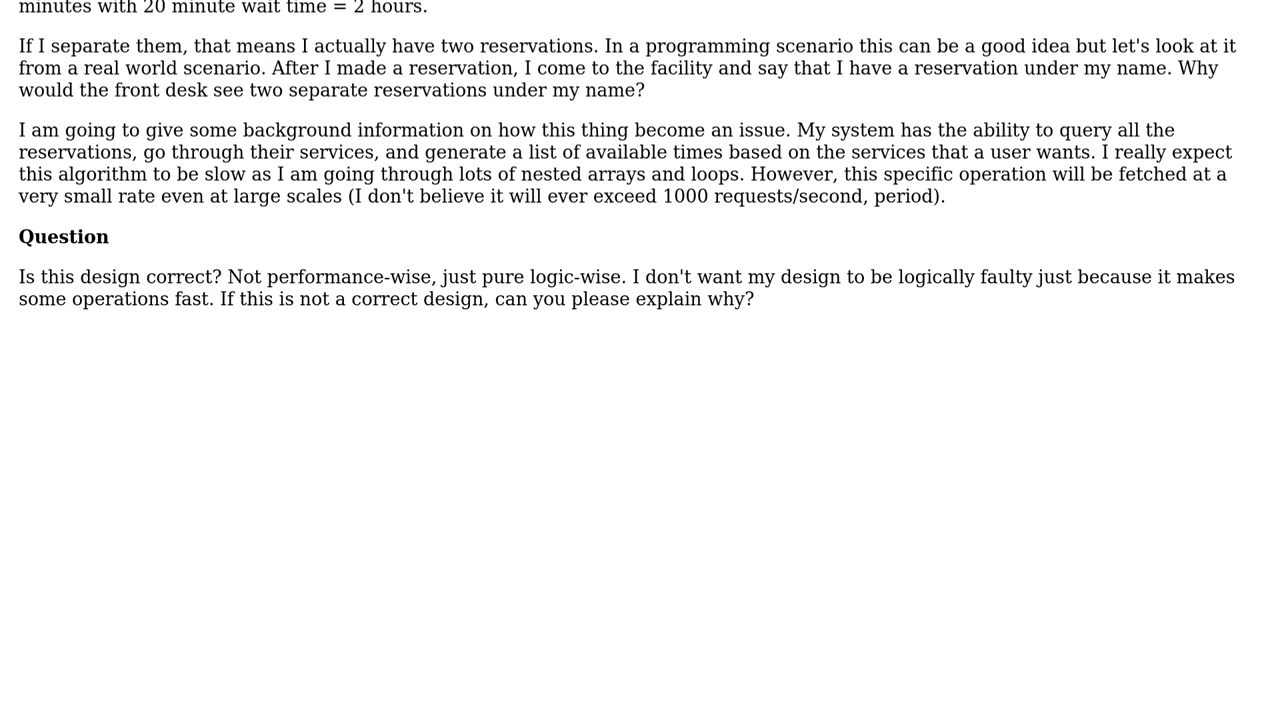 minutes with 20 minute wait time = 2 hours.
If I separate them, that means I actually have two reservations. In a programming scenario this can be a good idea but let's look at it
from a real world scenario. After I made a reservation, I come to the facility and say that I have a reservation under my name. Why
would the front desk see two separate reservations under my name?
I am going to give some background information on how this thing become an issue. My system has the ability to query all the
reservations, go through their services, and generate a list of available times based on the services that a user wants. I really expect
this algorithm to be slow as I am going through lots of nested arrays and loops. However, this specific operation will be fetched at a
very small rate even at large scales (I don't believe it will ever exceed 1000 requests/second, period).
Question
Is this design correct? Not performance-wise, just pure logic-wise. I don't want my design to be logically faulty just because it makes
some operations fast. If this is not a correct design, can you please explain why?